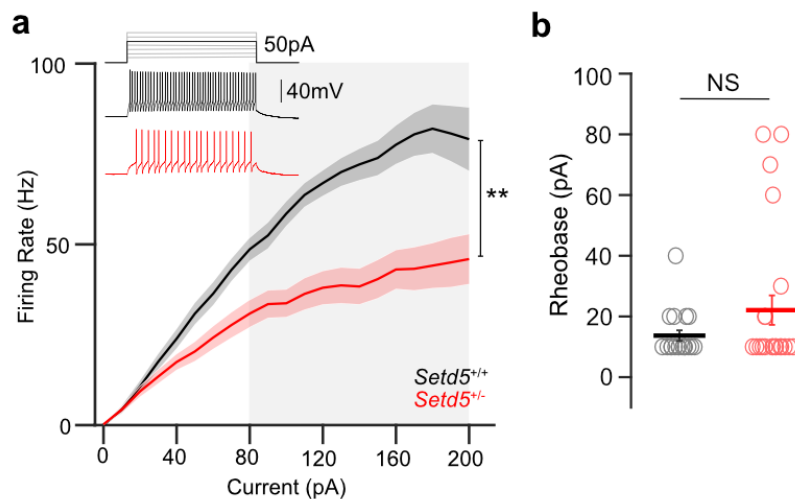 a
50pA
40mV
100
50
0
Firing Rate (Hz)
**
Setd5+/+
Setd5+/-
0
40
80
120
160
200
Current (pA)
b
NS
100
80
60
40
20
0
Rheobase (pA)